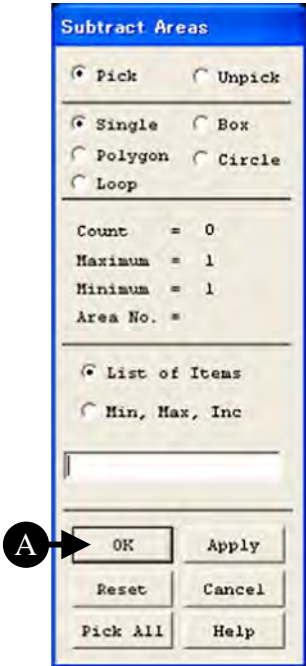 Subtract Areas
Pick Unpick
Single Box
Polygon Circle
Loop
Count = 0
Maximum = 1
Minimum = 1
Area No. =
List of Items
Min, Max, Inc
A OK Apply
Reset Cancel
Pick All Help